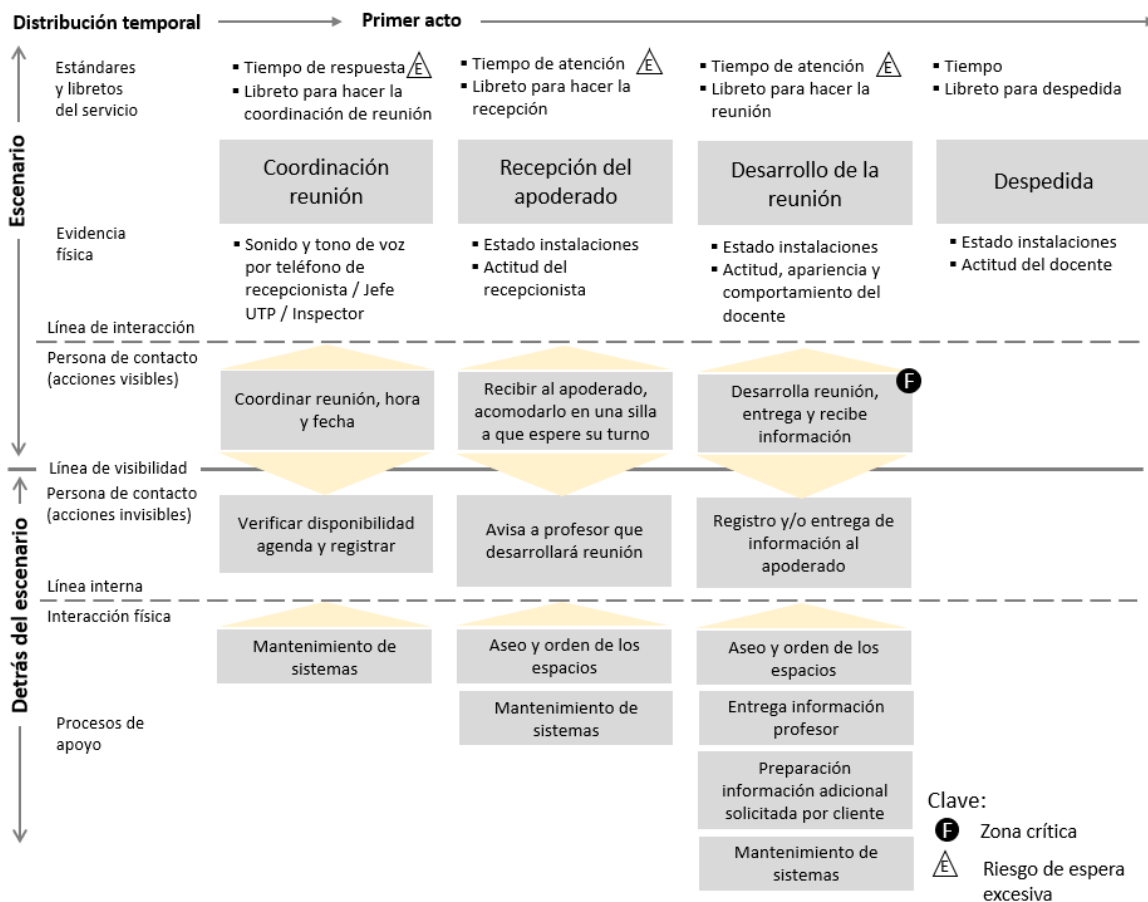 Distribución temporal
Primer acto
Escenario
Detrás del escenario
Estándares
y libretos
del servicio
▪ Tiempo de respuesta E
▪ Libreto para hacer la
coordinación de reunión
▪ Tiempo de atención E
▪ Libreto para hacer la
recepción
▪ Tiempo de atención E
▪ Libreto para hacer la
reunión
▪ Tiempo
▪ Libreto para despedida
Coordinación
reunión
Recepción del
apoderado
Desarrollo de la
reunión
Despedida
Evidencia
física
▪ Sonido y tono de voz
por teléfono de
recepcionista / Jefe
UTP / Inspector
▪ Estado instalaciones
▪ Actitud del
recepcionista
▪ Estado instalaciones
▪ Actitud, apariencia y
comportamiento del
docente
▪ Estado instalaciones
▪ Actitud del docente
Línea de interacción
Persona de contacto
(acciones visibles)
Coordinar reunión, hora
y fecha
Recibir al apoderado,
acomodarlo en una silla
a que espere su turno
Desarrolla reunión,
entrega y recibe
información
F
Línea de visibilidad
Persona de contacto
(acciones invisibles)
Verificar disponibilidad
agenda y registrar
Avisa a profesor que
desarrollará reunión
Registro y/o entrega de
información al
apoderado
Línea interna
Interacción física
Mantenimiento de
sistemas
Aseo y orden de los
espacios
Aseo y orden de los
espacios
Procesos de
apoyo
Mantenimiento de
sistemas
Entrega información
profesor
Preparación
información adicional
solicitada por cliente
Mantenimiento de
sistemas
Clave:
F Zona crítica
E Riesgo de espera
excesiva